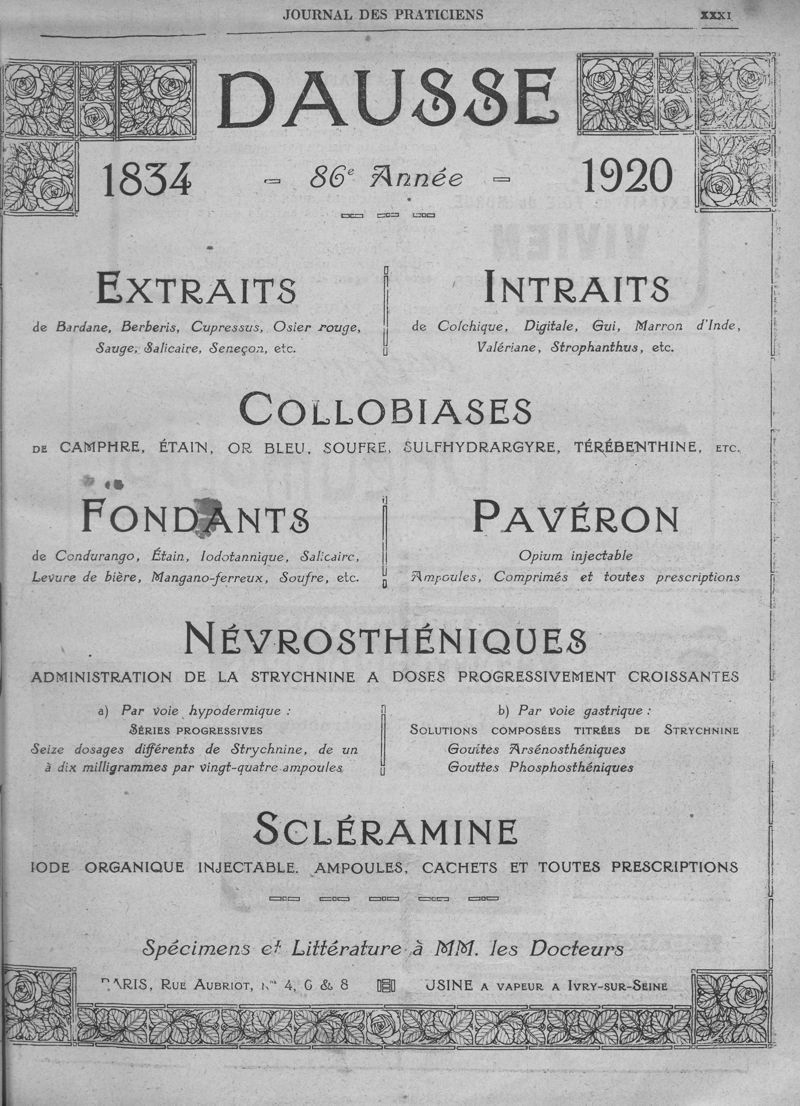 JOURNAL DES PRATICIENS XXXI
DAUSSE
1834 - 86e Année - 1920
EXTRAITS
de Bardane, Berberis, Cupressus, Osier rouge,
Sauge, Salicaire, Seneçon, etc.
INTRAITS
de Colchique, Digitale, Gui, Marron d'Inde,
Valériane, Strophanthus, etc.
COLLOBIASES
DE CAMPHRE, ÉTAIN, OR BLEU, SOUFRE, SULFHYDRARGYRE, TÉRÉBENTHINE, ETC.
FONDANTS
de Condurango, Étain, Iodotannique, Salicaire,
Levure de bière, Mangano-ferreux, Soufre, etc.
PAVÉRON
Opium injectable
Ampoules, Comprimés et toutes prescriptions
NÉVROSTHÉNIQUES
ADMINISTRATION DE LA STRYCHNINE A DOSES PROGRESSIVEMENT CROISSANTES
a) Par voie hypodermique :
SÉRIES PROGRESSIVES
Seize dosages différents de Strychnine, de un
à dix milligrammes par vingt-quatre ampoules
b) Par voie gastrique :
SOLUTIONS COMPOSÉES TITRÉES DE STRYCHNINE
Gouttes Arsénosthéniques
Gouttes Phosphosthéniques
SCLÉRAMINE
IODE ORGANIQUE INJECTABLE. AMPOULES, CACHETS ET TOUTES PRESCRIPTIONS
Spécimens et Littérature à MM. les Docteurs
PARIS, RUE AUBRIOT, Nos 4, 6 & 8 USINE A VAPEUR A IVRY-SUR-SEINE